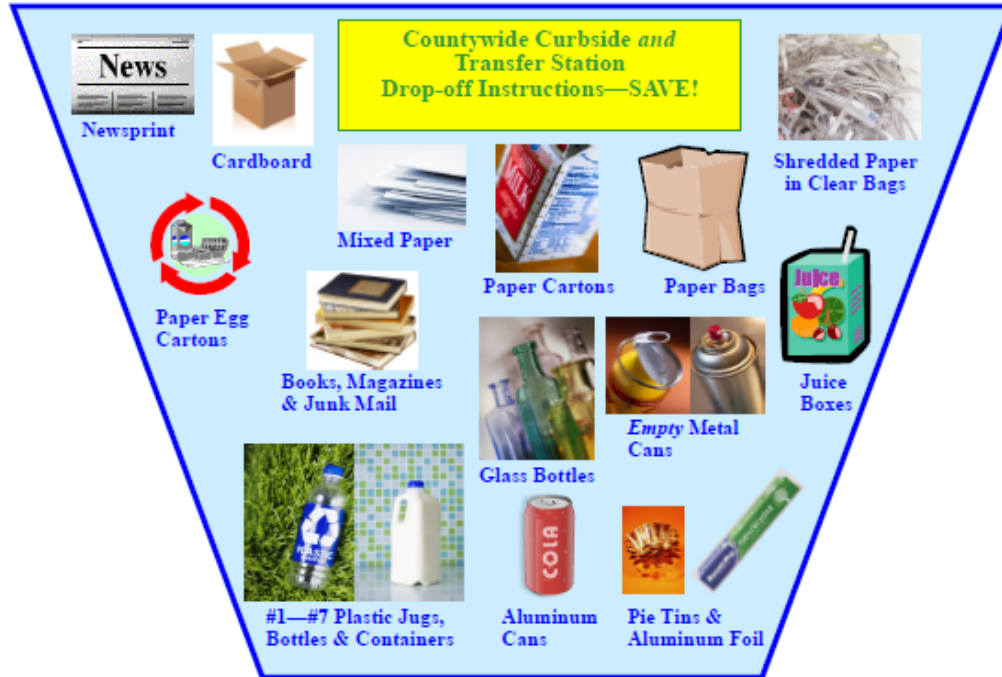 Countywide Curbside and
Transfer Station
Drop-off Instructions—SAVE!
News
Newsprint
Cardboard
Shredded Paper
in Clear Bags
Mixed Paper
MILK
Paper Cartons
Paper Bags
Paper Egg
Cartons
Juice
Juice
Boxes
Books, Magazines
& Junk Mail
Glass Bottles
Empty Metal
Cans
PLASTIC
#1—#7 Plastic Jugs,
Bottles & Containers
COLA
Aluminum
Cans
Pie Tins &
Aluminum Foil